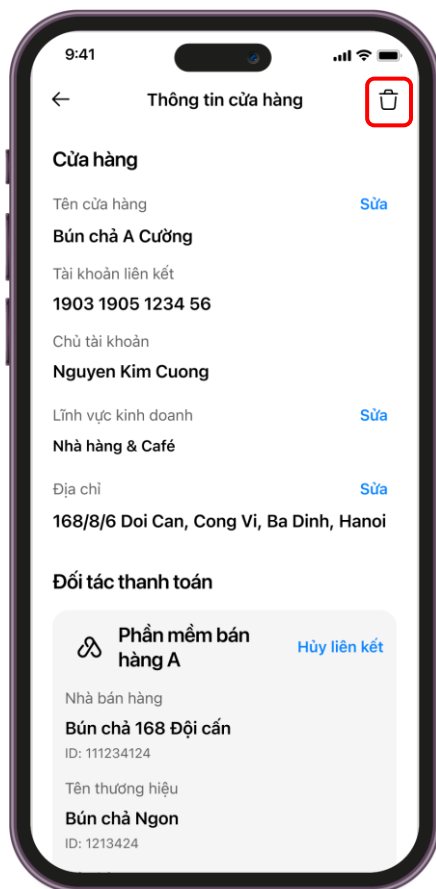 9:41
Thông tin cửa hàng
Cửa hàng
Tên cửa hàng Sửa
Bún chả A Cường
Tài khoản liên kết
1903 1905 1234 56
Chủ tài khoản
Nguyen Kim Cuong
Lĩnh vực kinh doanh Sửa
Nhà hàng & Café
Địa chỉ Sửa
168/8/6 Doi Can, Cong Vi, Ba Dinh, Hanoi
Đối tác thanh toán
Phần mềm bán
hàng A
Hủy liên kết
Nhà bán hàng
Bún chả 168 Đội cấn
ID: 111234124
Tên thương hiệu
Bún chả Ngon
ID: 1213424